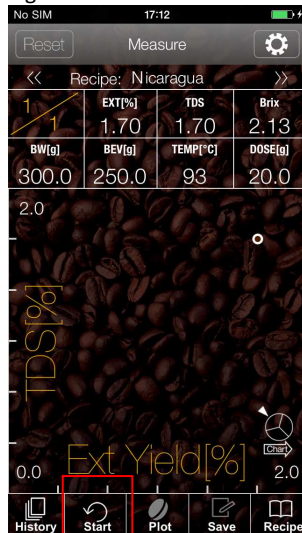 No SIM 17:12
Reset Measure
<< Recipe: Nicaragua >>
1/1 EXT[%] TDS Brix
1.70 1.70 2.13
BW[g] BEV[g] TEMP[°C] DOSE[g]
300.0 250.0 93 20.0
2.0
TDS[%]
Chart
0.0 Ext Yield[%] 2.0
History Start Plot Save Recipe